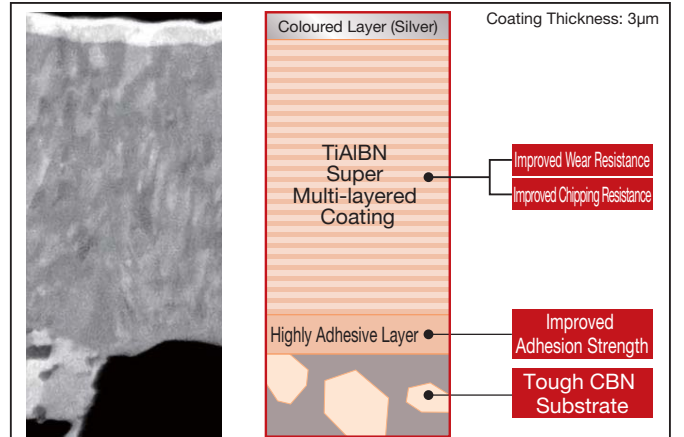 Coloured Layer (Silver)
Coating Thickness: 3μm
TiAlBN
Super
Multi-layered
Coating
Improved Wear Resistance
Improved Chipping Resistance
Highly Adhesive Layer
Improved
Adhesion Strength
Tough CBN
Substrate